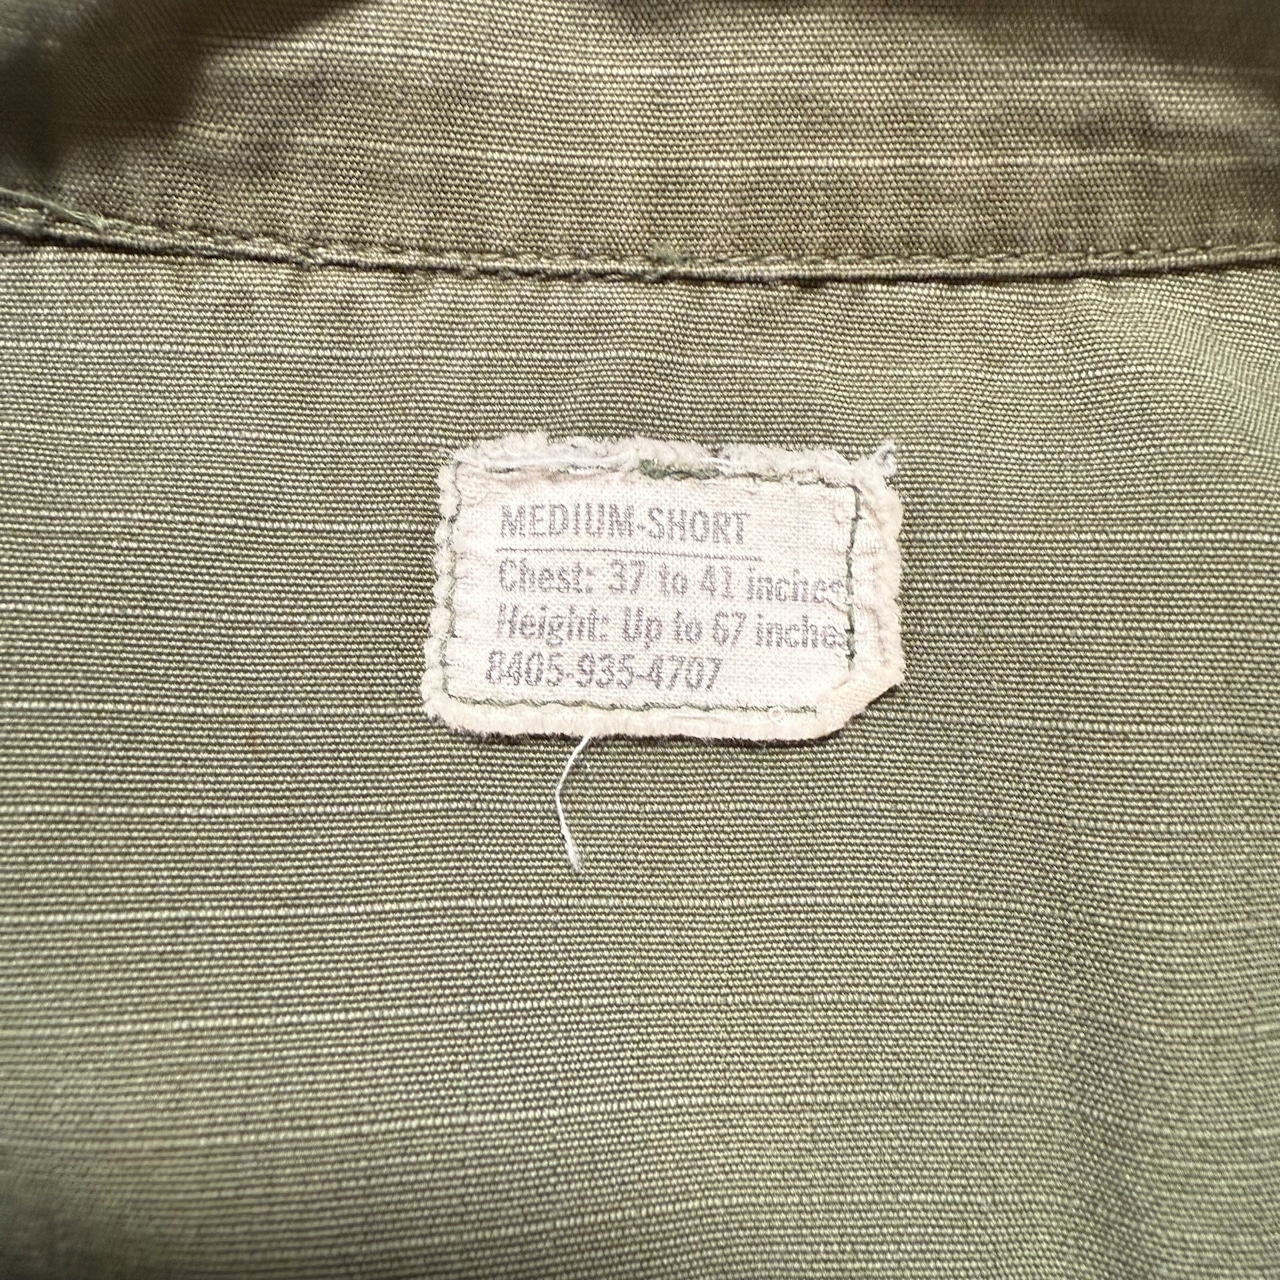 MEDIUM-SHORT
Chest: 37 to 41 inches
Height: Up to 67 inches
8405-935-4707